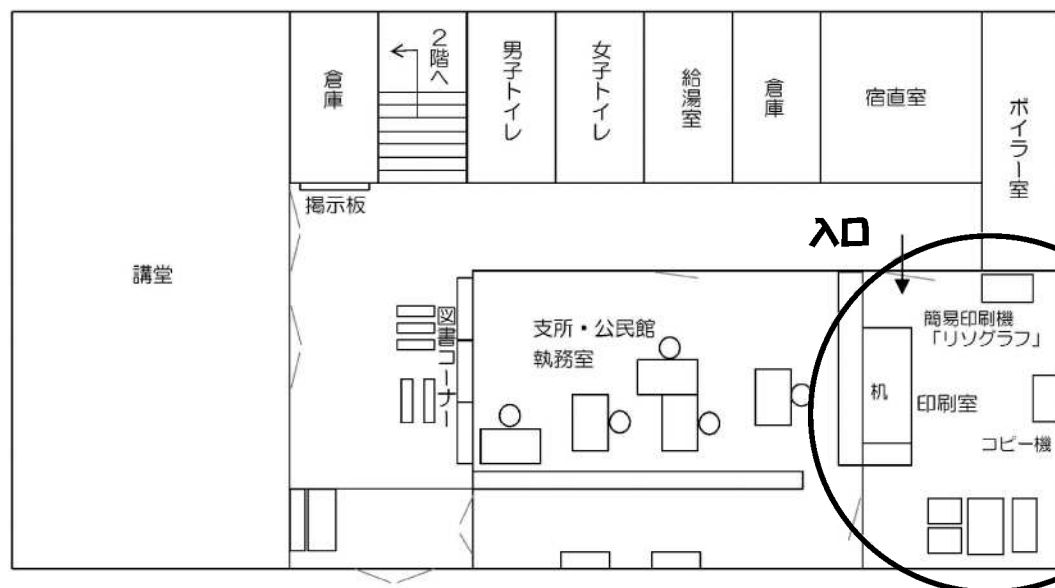 倉庫
2階へ
男子トイレ
女子トイレ
給湯室
倉庫
宿直室
ボイラー室
掲示板
入口
講堂
図書コーナー
支所・公民館
執務室
簡易印刷機
「リソグラフ」
机
印刷室
コピー機